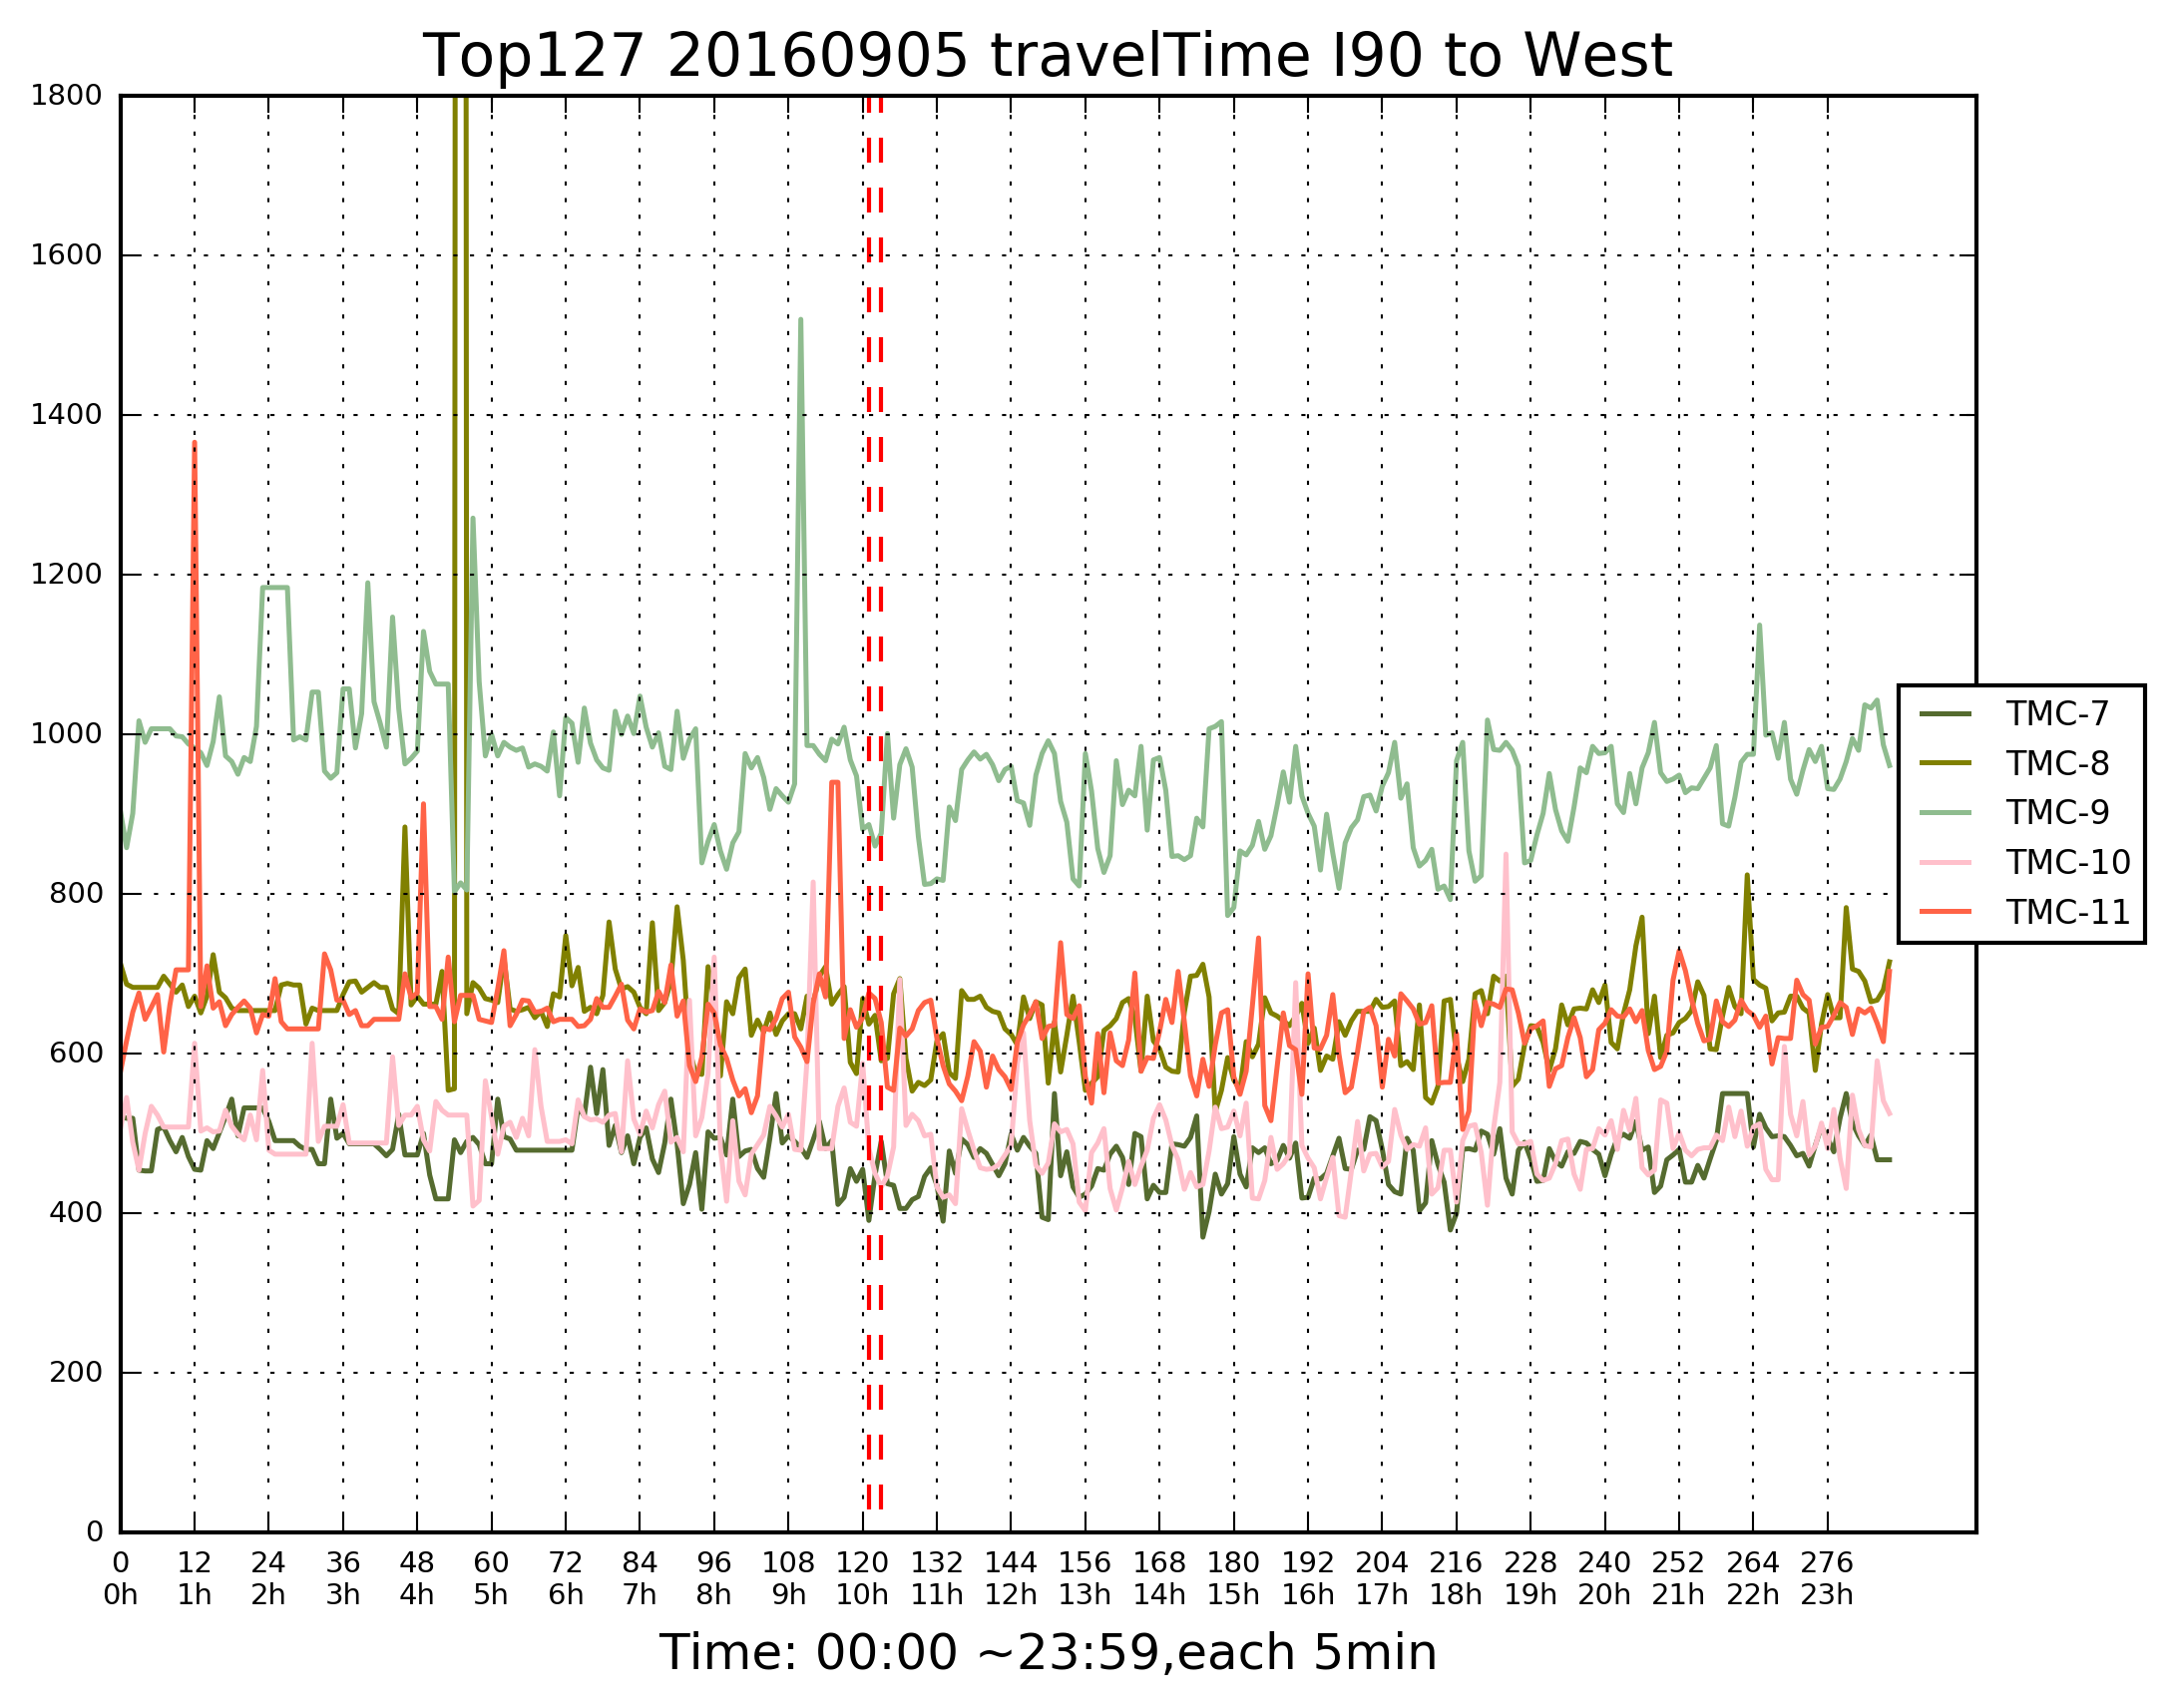 Top127 20160905 travelTime I90 to West
1800
1600
1400
1200
1000
800
600
400
200
0
TMC-7
TMC-8
TMC-9
TMC-10
TMC-11
0 12 24 36 48 60 72 84 96 108 120 132 144 156 168 180 192 204 216 228 240 252 264 276
0h 1h 2h 3h 4h 5h 6h 7h 8h 9h 10h 11h 12h 13h 14h 15h 16h 17h 18h 19h 20h 21h 22h 23h
Time: 00:00 ~23:59,each 5min